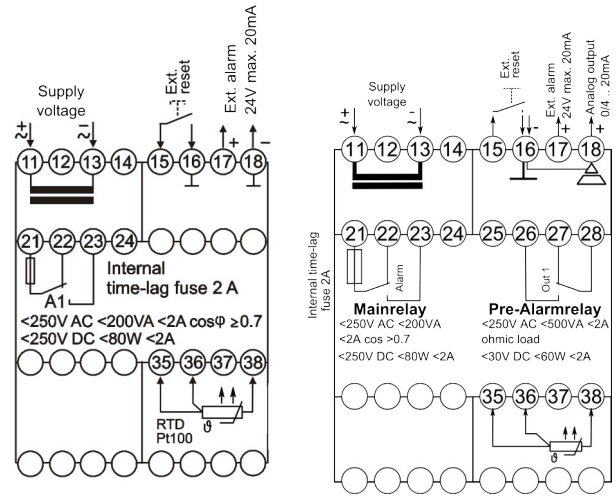 Supply
voltage
Ext.
reset
Ext. alarm
24V max. 20mA
+
~
−
~
+
−
11 12 13 14 15 16 17 18
21 22 23 24
A1
Internal
time-lag fuse 2 A
<250V AC <200VA <2A cosφ ≥0.7
<250V DC <80W <2A
35 36 37 38
RTD
Pt100
ϑ
Supply
voltage
Ext.
reset
Ext. alarm
24V max. 20mA
Analog output
0/4 .. 20mA
+
~
-
~
-
+
+
11 12 13 14 15 16 17 18
21 22 23 24 25 26 27 28
Internal time-lag
fuse 2A
Alarm
Out 1
Mainrelay
<250V AC <200VA
<2A cos >0.7
<250V DC <80W <2A
Pre-Alarmrelay
<250V AC <500VA <2A
ohmic load
<30V DC <60W <2A
35 36 37 38
ϑ